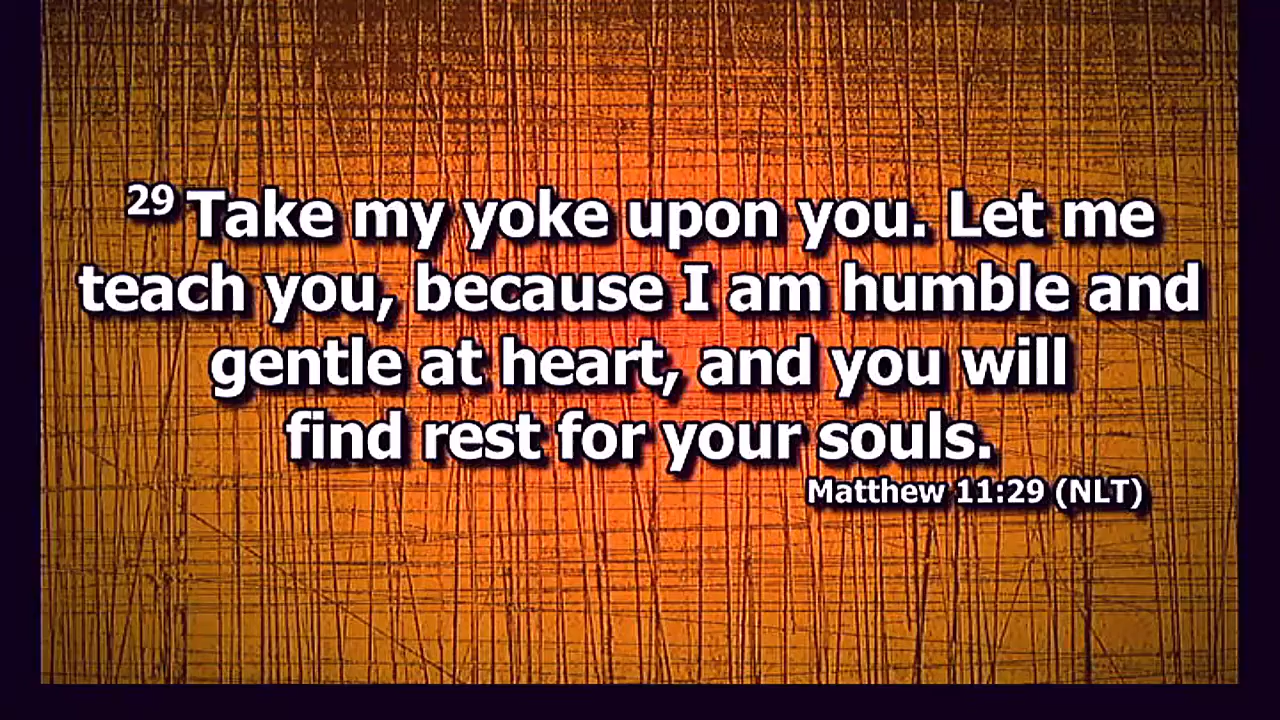 29 Take my yoke upon you. Let me
teach you, because I am humble and
gentle at heart, and you will
find rest for your souls.
Matthew 11:29 (NLT)